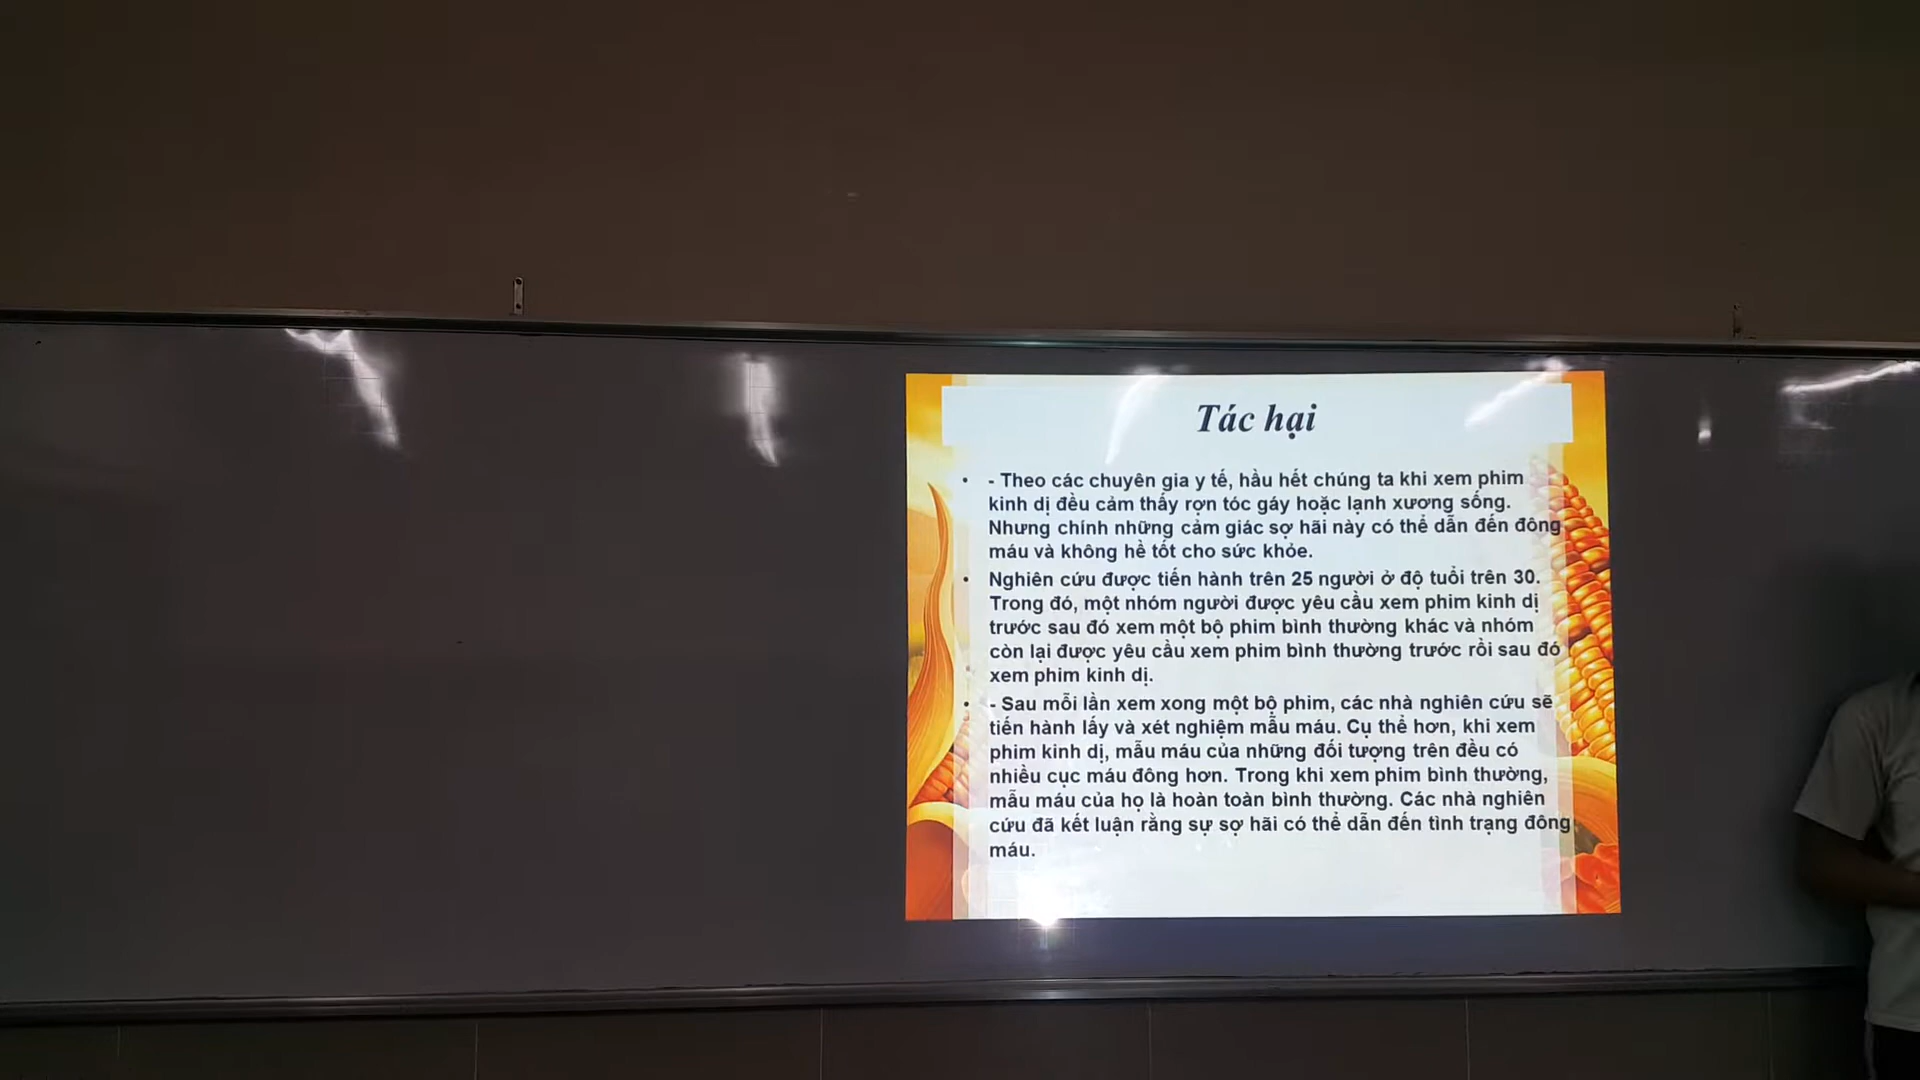 Tác hại
• - Theo các chuyên gia y tế, hầu hết chúng ta khi xem phim
kinh dị đều cảm thấy rợn tóc gáy hoặc lạnh xương sống.
Nhưng chính những cảm giác sợ hãi này có thể dẫn đến đông
máu và không hề tốt cho sức khỏe.
• Nghiên cứu được tiến hành trên 25 người ở độ tuổi trên 30.
Trong đó, một nhóm người được yêu cầu xem phim kinh dị
trước sau đó xem một bộ phim bình thường khác và nhóm
còn lại được yêu cầu xem phim bình thường trước rồi sau đó
xem phim kinh dị.
• - Sau mỗi lần xem xong một bộ phim, các nhà nghiên cứu sẽ
tiến hành lấy và xét nghiệm mẫu máu. Cụ thể hơn, khi xem
phim kinh dị, mẫu máu của những đối tượng trên đều có
nhiều cục máu đông hơn. Trong khi xem phim bình thường,
mẫu máu của họ là hoàn toàn bình thường. Các nhà nghiên
cứu đã kết luận rằng sự sợ hãi có thể dẫn đến tình trạng đông
máu.